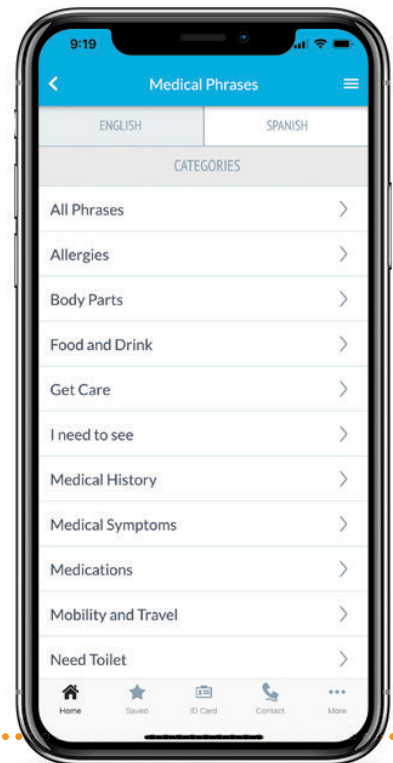 9:19
Medical Phrases
ENGLISH SPANISH
CATEGORIES
All Phrases
Allergies
Body Parts
Food and Drink
Get Care
I need to see
Medical History
Medical Symptoms
Medications
Mobility and Travel
Need Toilet
Home Saved ID Card Contact More